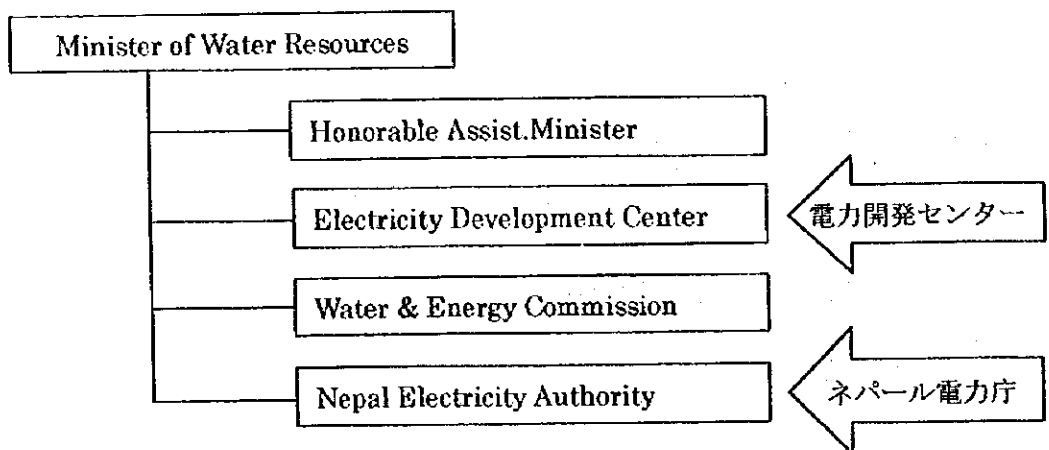 Minister of Water Resources
Honorable Assist.Minister
Electricity Development Center
電力開発センター
Water & Energy Commission
Nepal Electricity Authority
ネパール電力庁